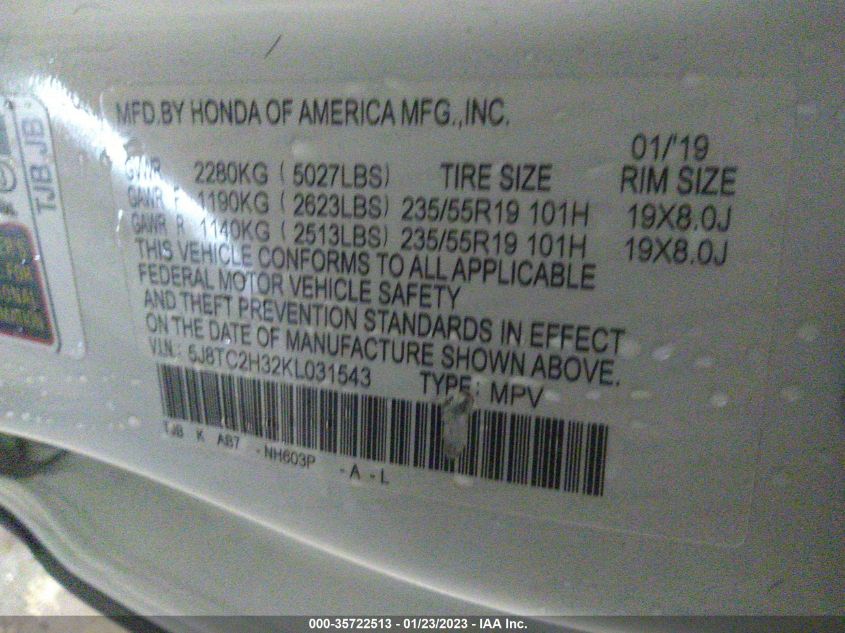 MFD.BY HONDA OF AMERICA MFG.,INC.
01/'19
GVWR 2280KG ( 5027LBS) TIRE SIZE RIM SIZE
GAWR F 1190KG ( 2623LBS) 235/55R19 101H 19X8.0J
GAWR R 1140KG ( 2513LBS) 235/55R19 101H 19X8.0J
THIS VEHICLE CONFORMS TO ALL APPLICABLE
FEDERAL MOTOR VEHICLE SAFETY
AND THEFT PREVENTION STANDARDS IN EFFECT
ON THE DATE OF MANUFACTURE SHOWN ABOVE.
V.I.N.: 5J8TC2H32KL031543 TYPE: MPV
TJB K AB7 -NH603P -A -L
TJB JB
FOR
000-35722513 - 01/23/2023 - IAA Inc.